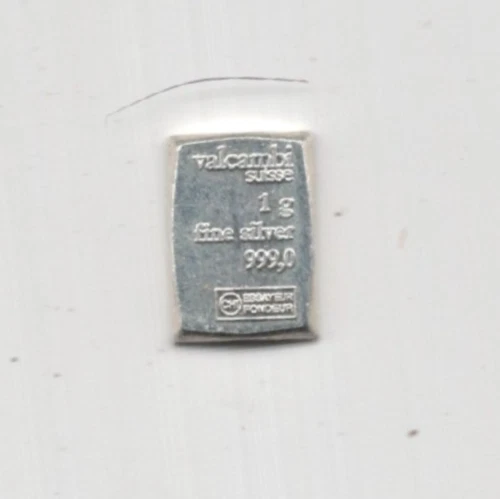 valcambi
suisse
1 g
fine silver
999,0
ESSAYEUR
FONDEUR